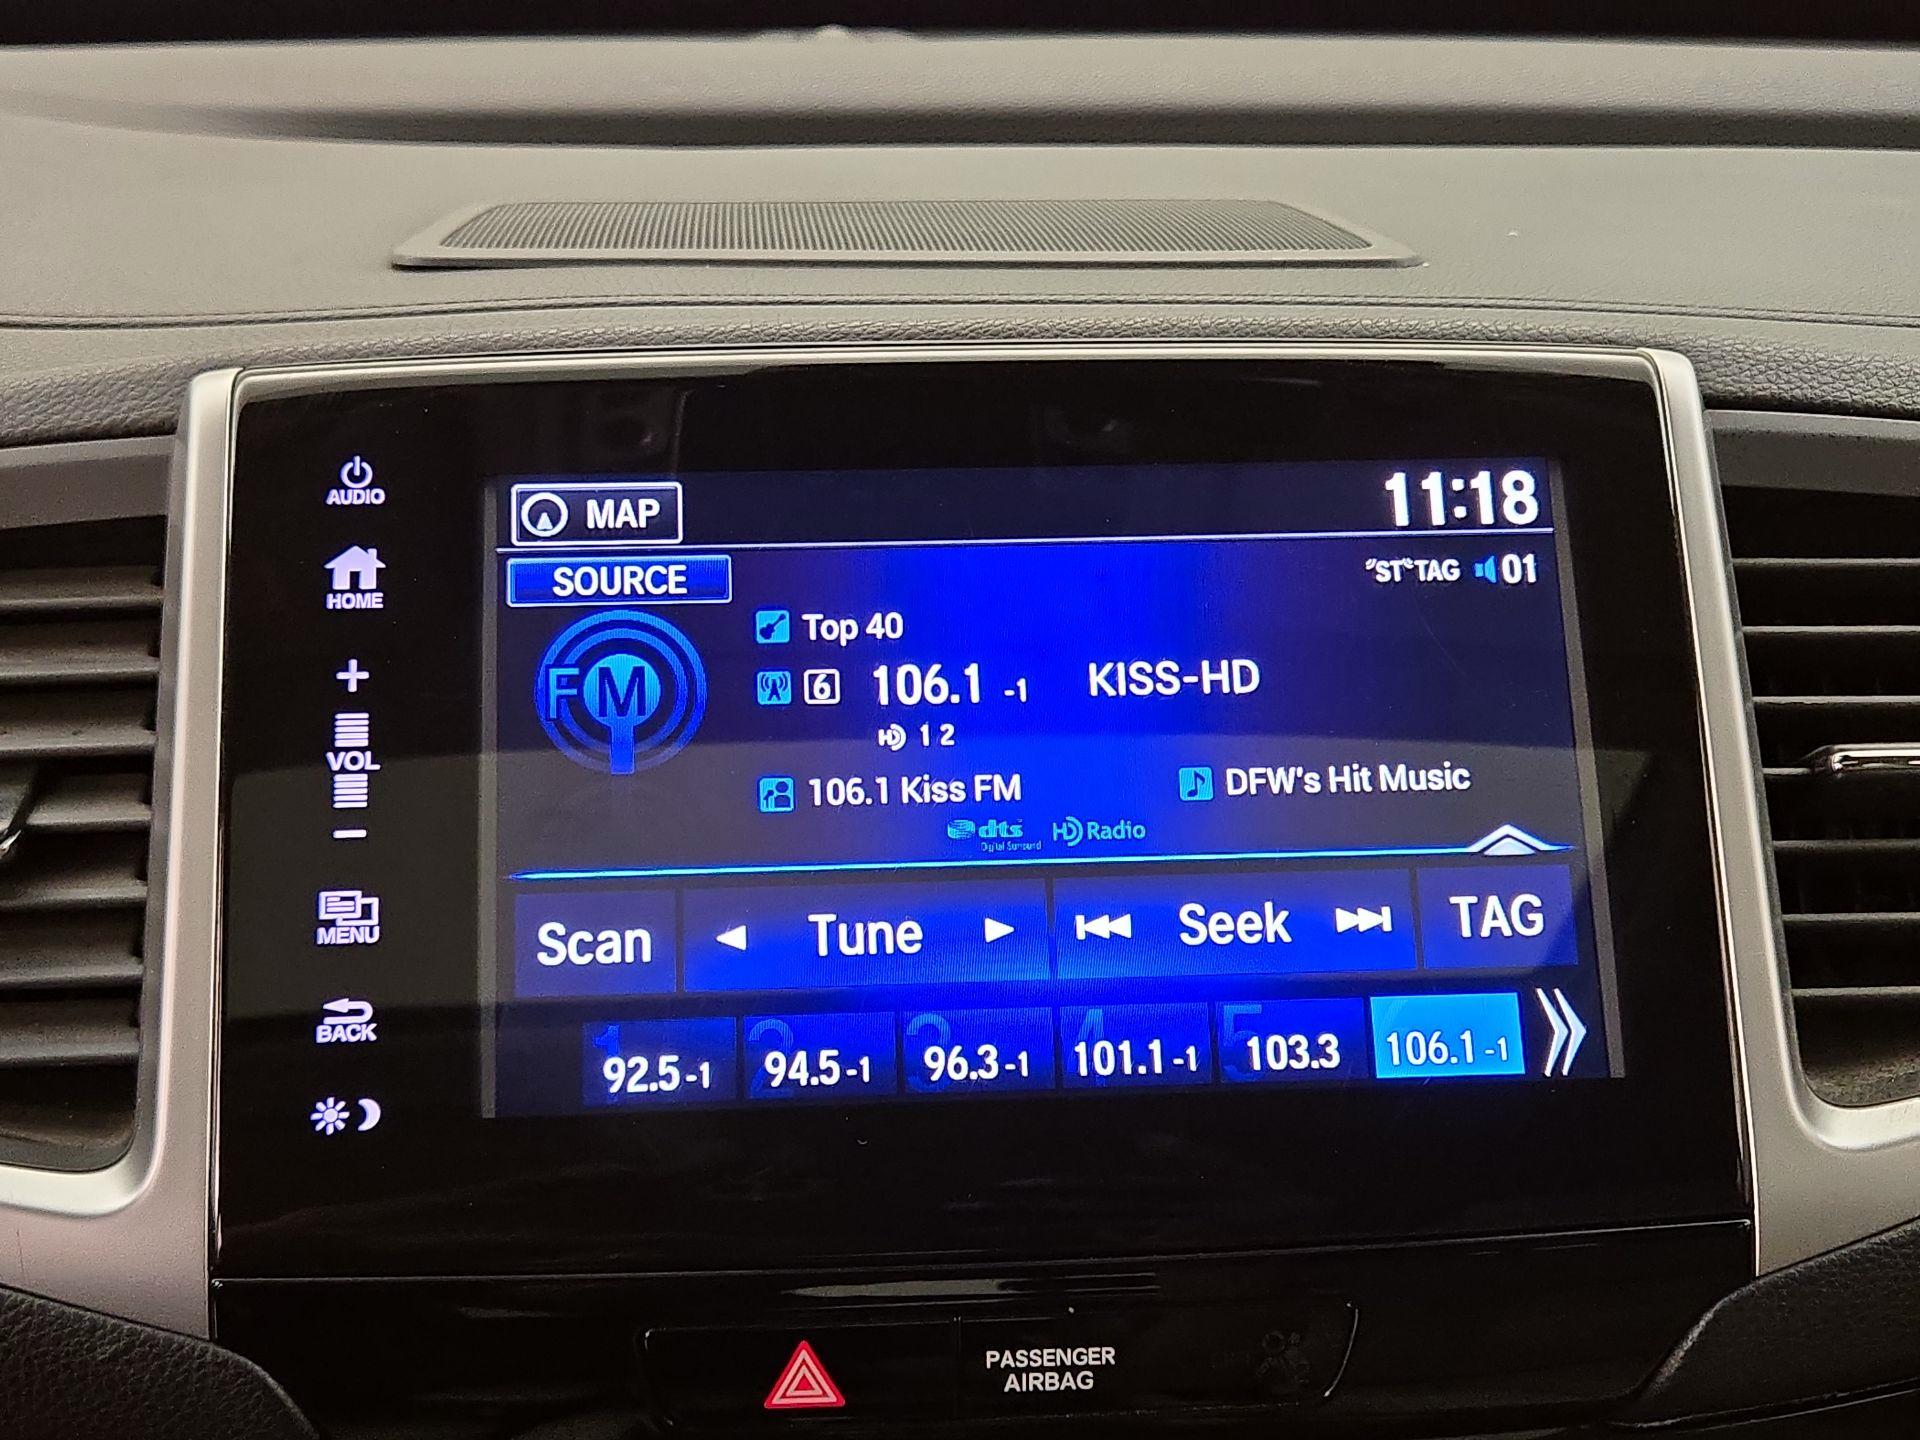 AUDIO
HOME
+
VOL
−
MENU
BACK
MAP
11:18
SOURCE
"ST" TAG 01
FM
Top 40
6 106.1 -1 KISS-HD
HD 1 2
106.1 Kiss FM
DFW's Hit Music
dts HD Radio
Digital Surround
Scan Tune Seek TAG
1 92.5-1
2 94.5-1
3 96.3-1
4 101.1-1
5 103.3
106.1-1
PASSENGER
AIRBAG